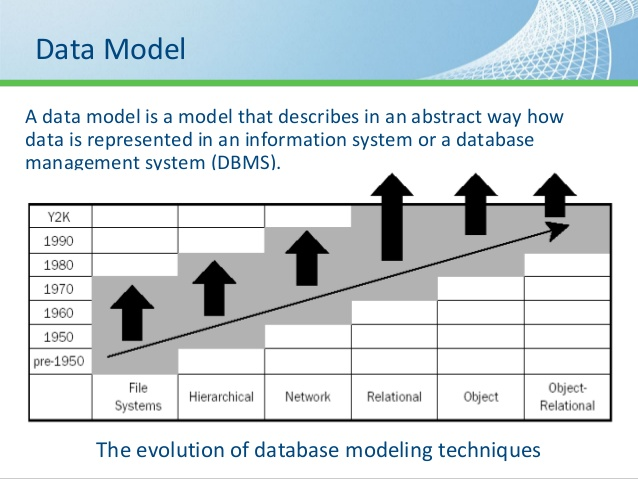 Data Model
A data model is a model that describes in an abstract way how
data is represented in an information system or a database
management system (DBMS).
Y2K
1990
1980
1970
1960
1950
pre-1950
File
Systems
Hierarchical
Network
Relational
Object
Object-
Relational
The evolution of database modeling techniques